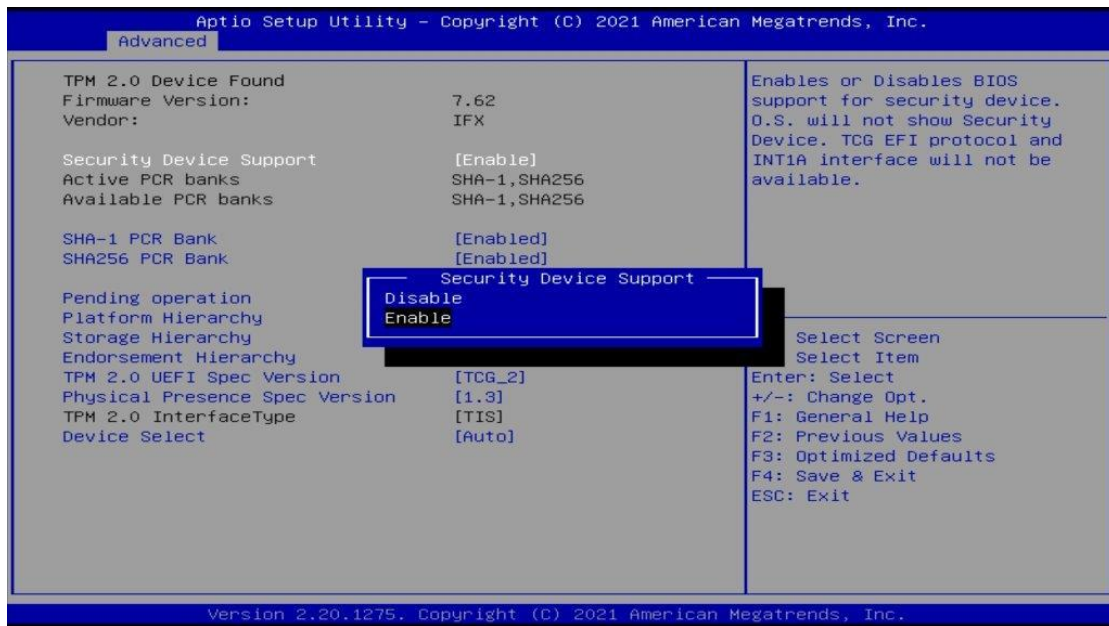 Aptio Setup Utility – Copyright (C) 2021 American Megatrends, Inc.
Advanced
TPM 2.0 Device Found
Firmware Version: 7.62
Vendor: IFX
Security Device Support [Enable]
Active PCR banks SHA-1,SHA256
Available PCR banks SHA-1,SHA256
SHA-1 PCR Bank [Enabled]
SHA256 PCR Bank [Enabled]
Pending operation
Platform Hierarchy
Storage Hierarchy
Endorsement Hierarchy
TPM 2.0 UEFI Spec Version [TCG_2]
Physical Presence Spec Version [1.3]
TPM 2.0 InterfaceType [TIS]
Device Select [Auto]
Security Device Support
Disable
Enable
Enables or Disables BIOS
support for security device.
O.S. will not show Security
Device. TCG EFI protocol and
INT1A interface will not be
available.
Select Screen
Select Item
Enter: Select
+/-: Change Opt.
F1: General Help
F2: Previous Values
F3: Optimized Defaults
F4: Save & Exit
ESC: Exit
Version 2.20.1275. Copyright (C) 2021 American Megatrends, Inc.